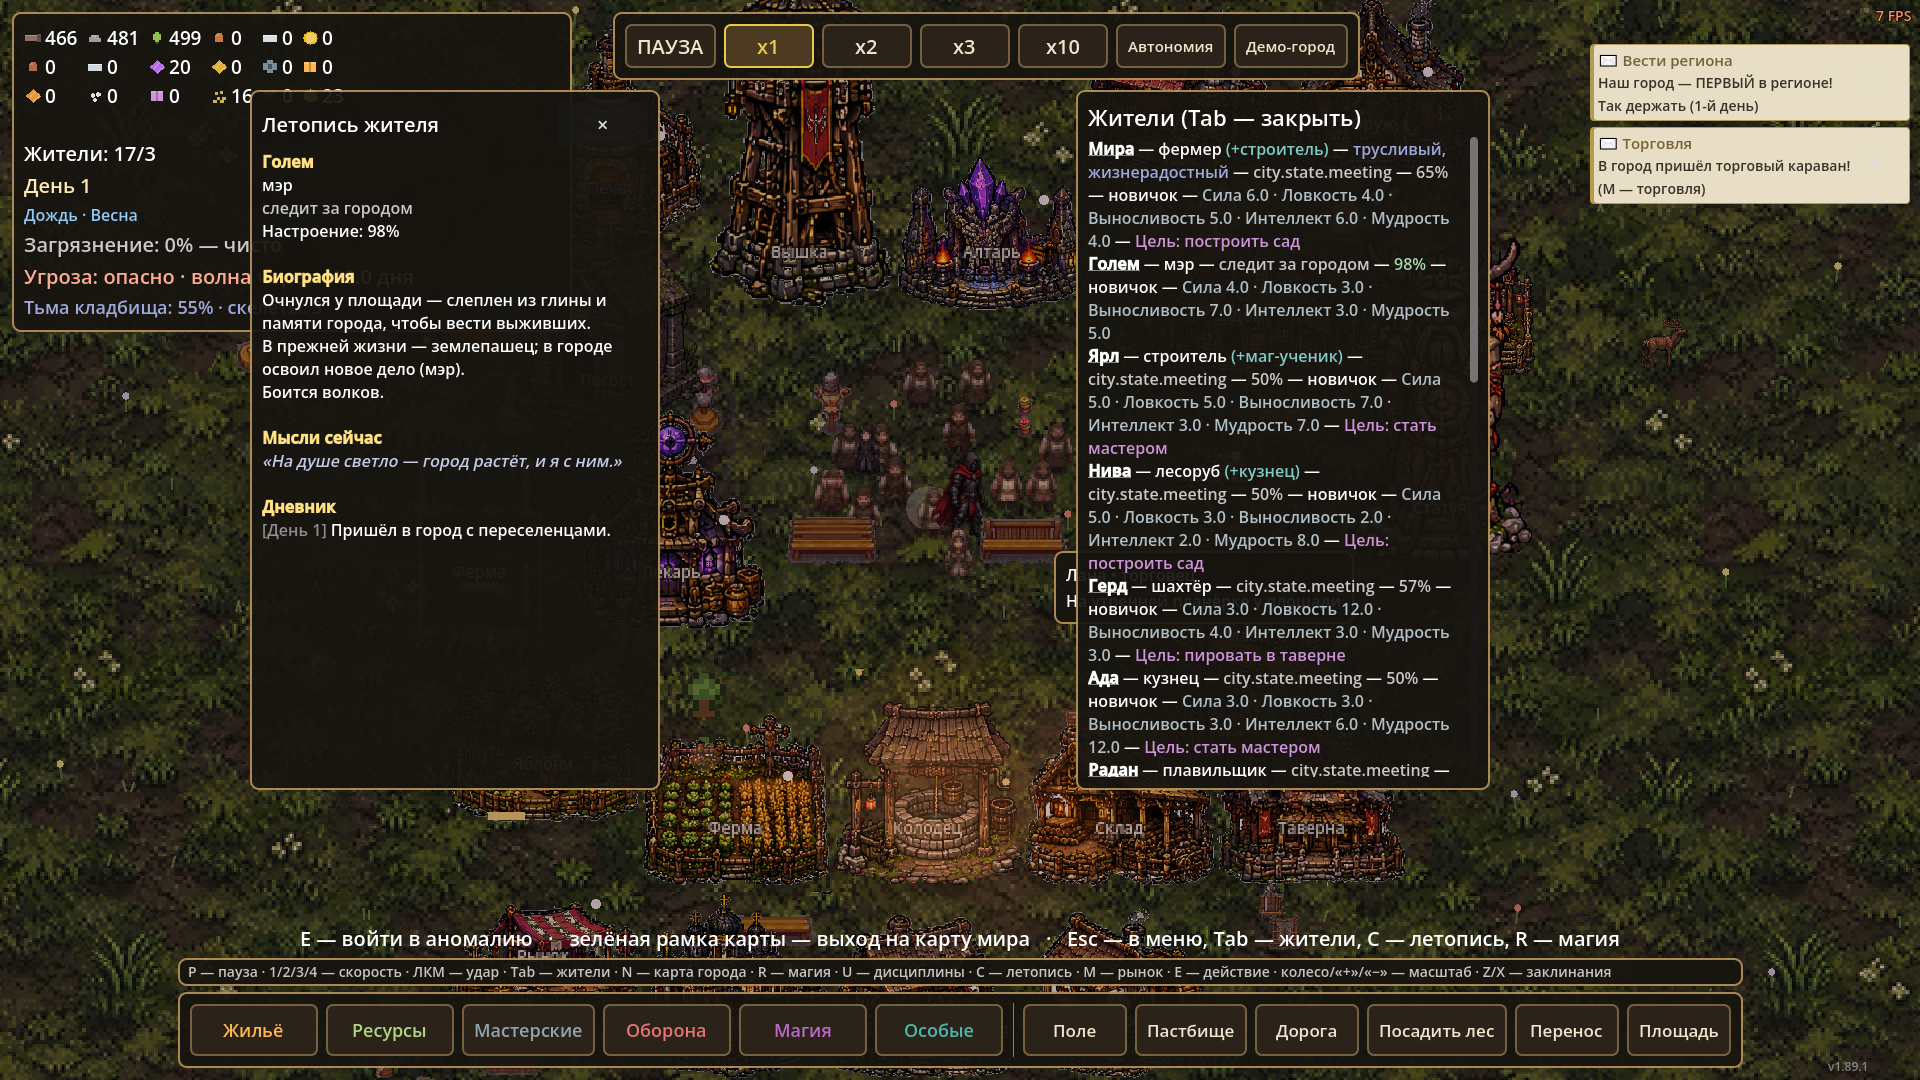 466 481 499 0 0 0
0 0 20 0 0 0
0 0 0 16 0 23
Жители: 17/3
День 1
Дождь · Весна
Загрязнение: 0% — чисто
Угроза: опасно · волна .0 дня
Тьма кладбища: 55% ·
ПАУЗА
x1
x2
x3
x10
Автономия
Демо-город
7 FPS
Вести региона
Наш город — ПЕРВЫЙ в регионе!
Так держать (1-й день)
Торговля
В город пришёл торговый караван!
(М — торговля)
Летопись жителя
×
Голем
мэр
следит за городом
Настроение: 98%
Биография
Очнулся у площади — слеплен из глины и
памяти города, чтобы вести выживших.
В прежней жизни — землепашец; в городе
освоил новое дело (мэр).
Боится волков.
Мысли сейчас
«На душе светло — город растёт, и я с ним.»
Дневник
[День 1] Пришёл в город с переселенцами.
Жители (Tab — закрыть)
Мира — фермер (+строитель) — трусливый,
жизнерадостный — city.state.meeting — 65%
— новичок — Сила 6.0 · Ловкость 4.0 ·
Выносливость 5.0 · Интеллект 6.0 · Мудрость
4.0 — Цель: построить сад
Голем — мэр — следит за городом — 98% —
новичок — Сила 4.0 · Ловкость 3.0 ·
Выносливость 7.0 · Интеллект 3.0 · Мудрость
5.0
Ярл — строитель (+маг-ученик) —
city.state.meeting — 50% — новичок — Сила
5.0 · Ловкость 5.0 · Выносливость 7.0 ·
Интеллект 3.0 · Мудрость 7.0 — Цель: стать
мастером
Нива — лесоруб (+кузнец) —
city.state.meeting — 50% — новичок — Сила
5.0 · Ловкость 3.0 · Выносливость 2.0 ·
Интеллект 2.0 · Мудрость 8.0 — Цель:
построить сад
Герд — шахтёр — city.state.meeting — 57% —
новичок — Сила 3.0 · Ловкость 12.0 ·
Выносливость 4.0 · Интеллект 3.0 · Мудрость
3.0 — Цель: пировать в таверне
Ада — кузнец — city.state.meeting — 50% —
новичок — Сила 3.0 · Ловкость 3.0 ·
Выносливость 3.0 · Интеллект 6.0 · Мудрость
12.0 — Цель: стать мастером
Радан — плавильщик — city.state.meeting —
Вышка
Алтарь
Погост
Ферма
Лекарь
Яблони
Ферма
Колодец
Склад
Таверна
Рынок
E — войти в аномалию · зелёная рамка карты — выход на карту мира · Esc — в меню, Tab — жители, C — летопись, R — магия
P — пауза · 1/2/3/4 — скорость · ЛКМ — удар · Tab — жители · N — карта города · R — магия · U — дисциплины · C — летопись · M — рынок · E — действие · колесо/«+»/«−» — масштаб · Z/X — заклинания
Жильё
Ресурсы
Мастерские
Оборона
Магия
Особые
Поле
Пастбище
Дорога
Посадить лес
Перенос
Площадь
v1.89.1